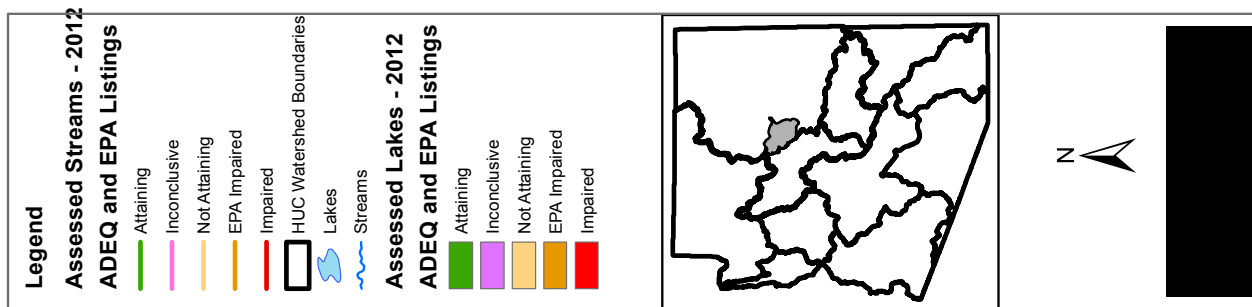 Legend
Assessed Streams - 2012
ADEQ and EPA Listings
Attaining
Inconclusive
Not Attaining
EPA Impaired
Impaired
HUC Watershed Boundaries
Lakes
Streams
Assessed Lakes - 2012
ADEQ and EPA Listings
Attaining
Inconclusive
Not Attaining
EPA Impaired
Impaired
N